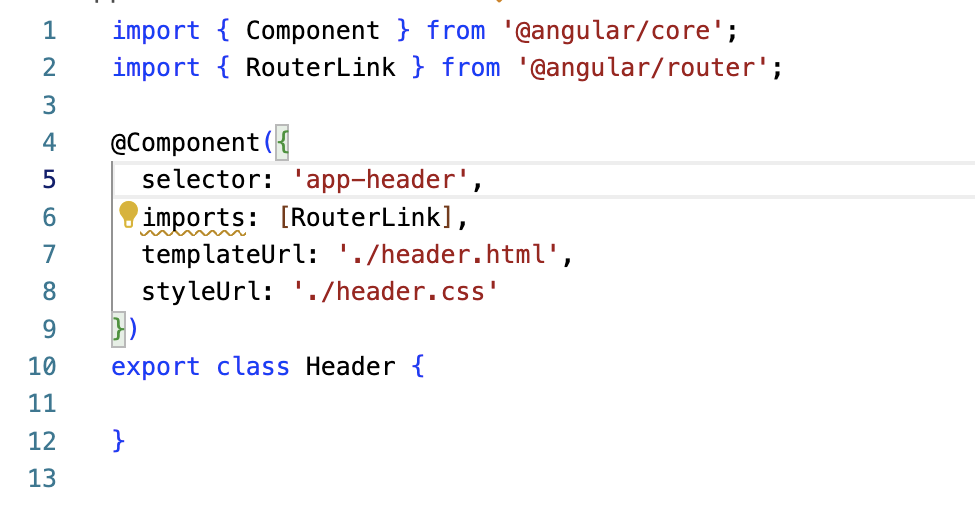 1 import { Component } from '@angular/core';
2 import { RouterLink } from '@angular/router';
3
4 @Component({
5 selector: 'app-header',
6 imports: [RouterLink],
7 templateUrl: './header.html',
8 styleUrl: './header.css'
9 })
10 export class Header {
11
12 }
13